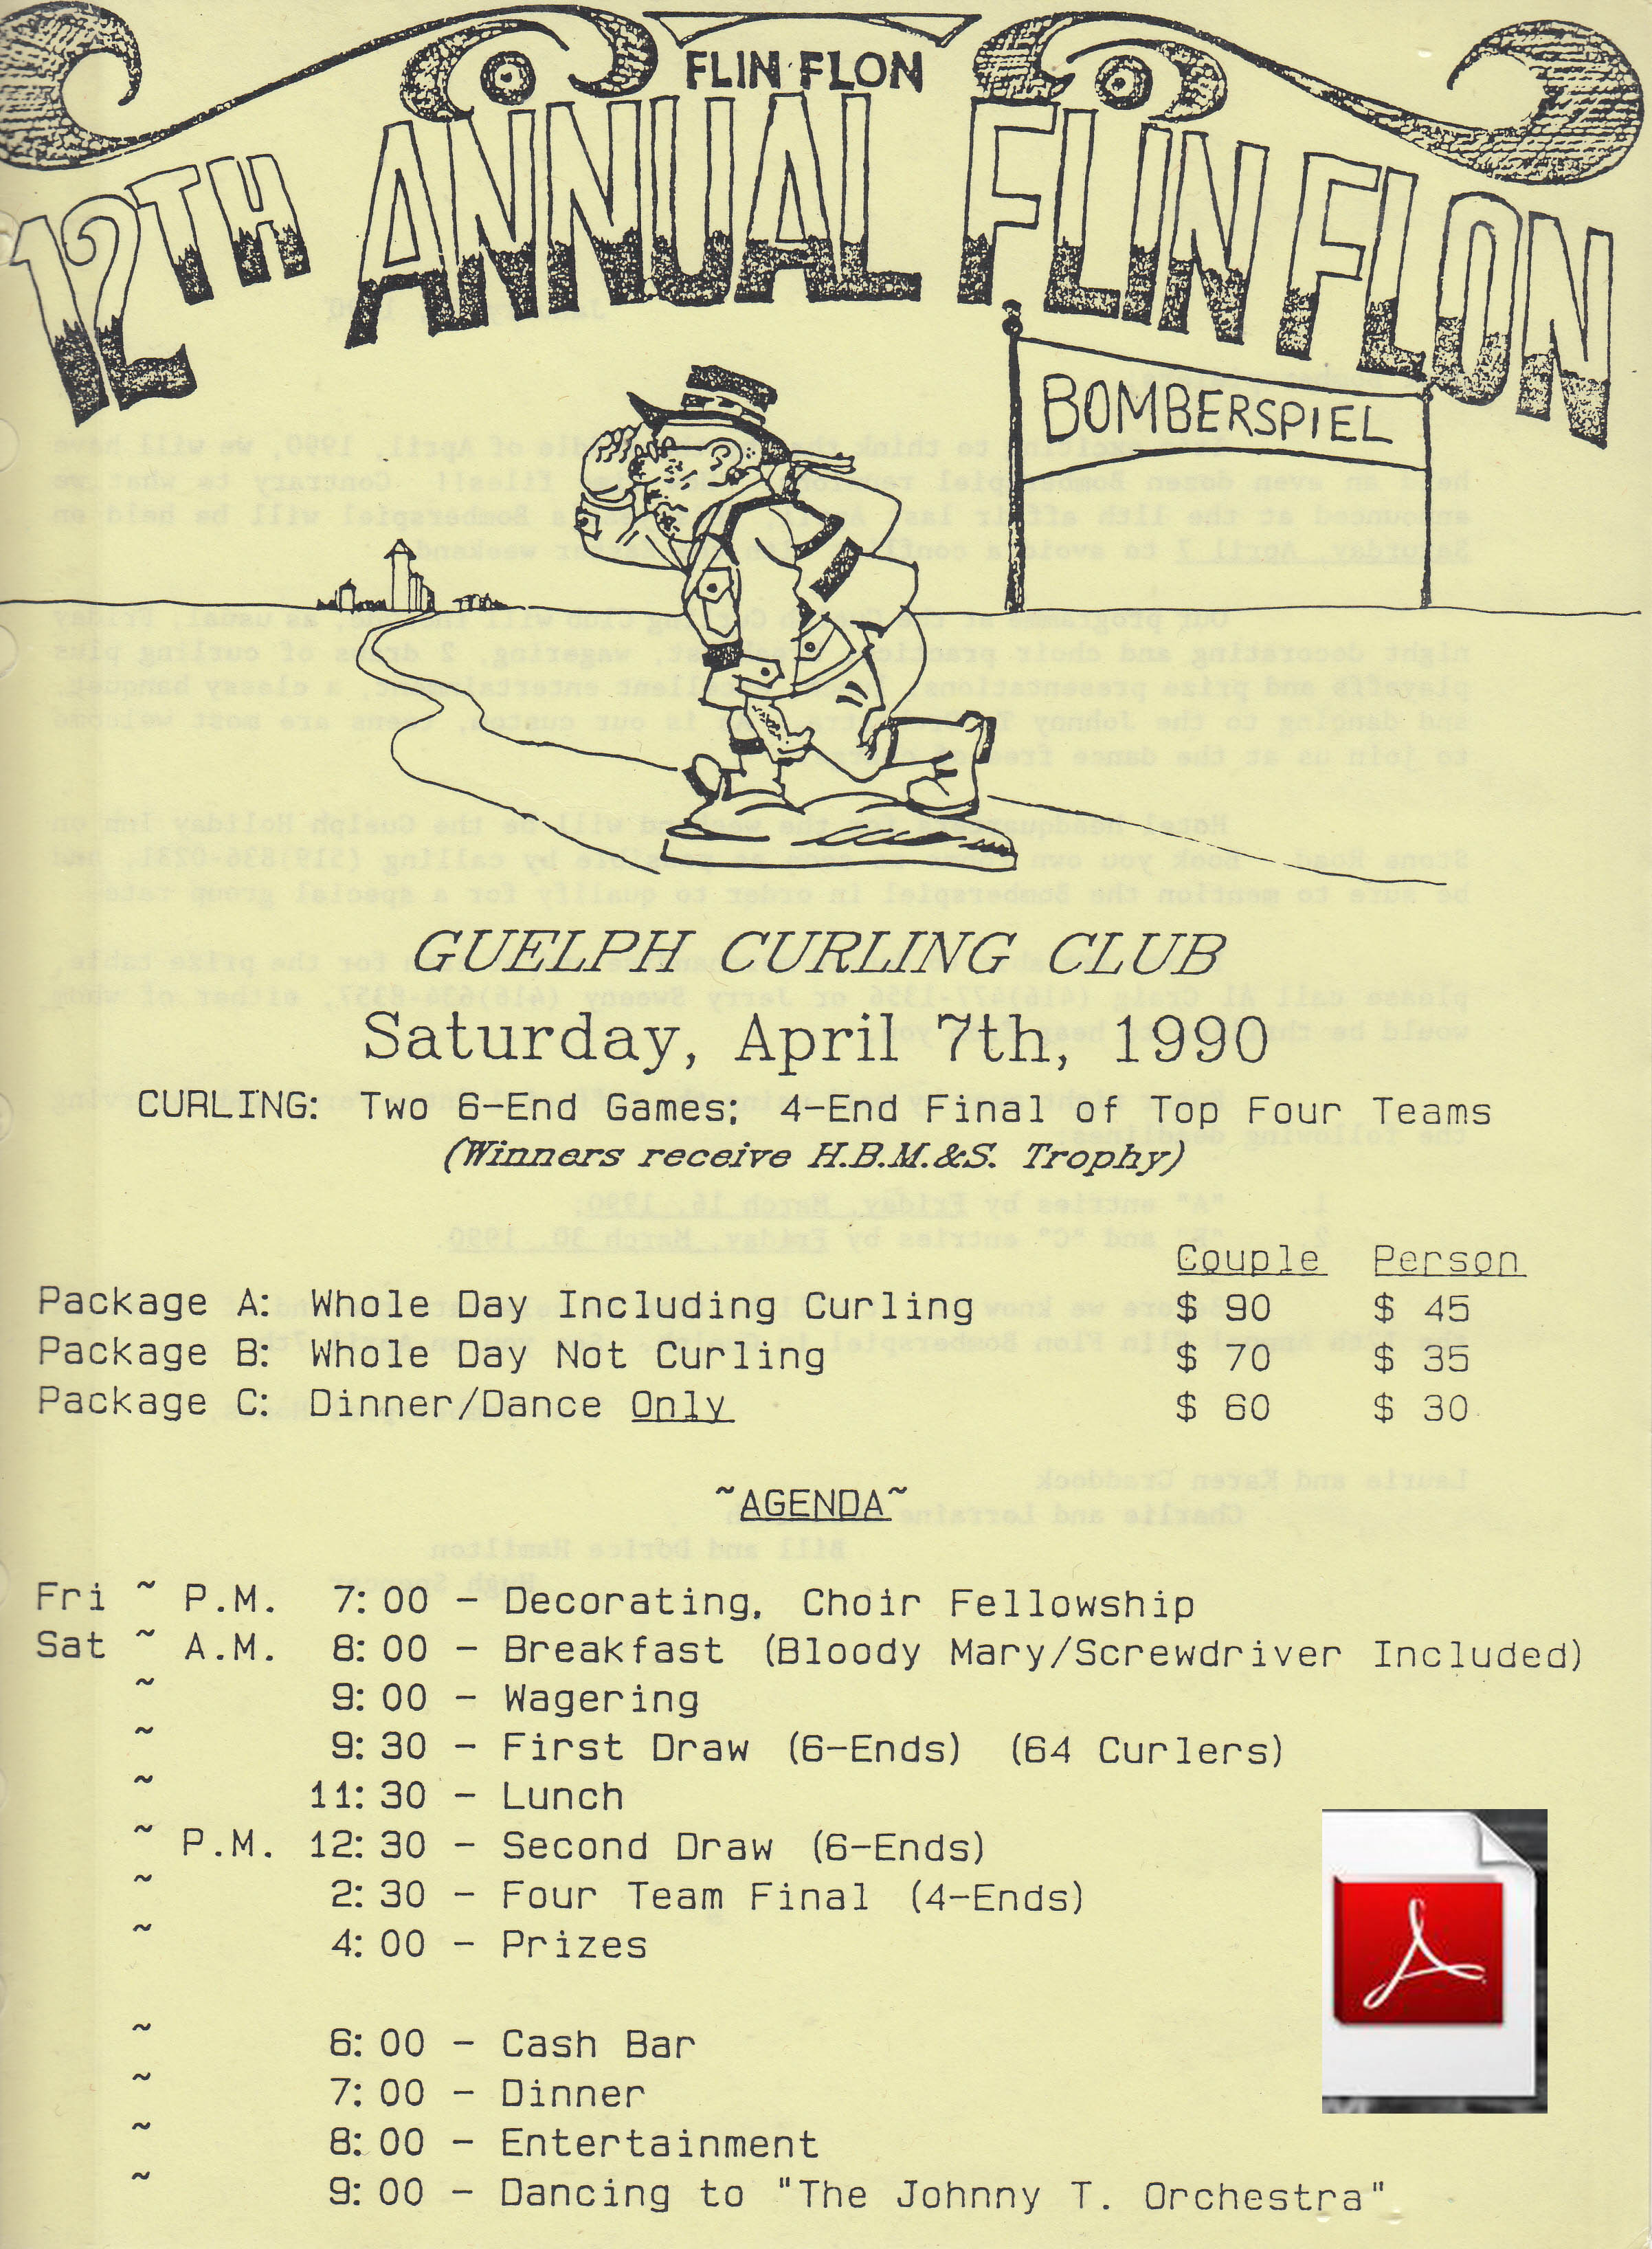 FLIN FLON
12TH ANNUAL FLIN FLON
BOMBERSPIEL
GUELPH CURLING CLUB
Saturday, April 7th, 1990
CURLING: Two 6-End Games; 4-End Final of Top Four Teams
(Winners receive H.B.M.&S. Trophy)
Couple Person
Package A: Whole Day Including Curling $ 90 $ 45
Package B: Whole Day Not Curling $ 70 $ 35
Package C: Dinner/Dance Only $ 60 $ 30
~AGENDA~
Fri ~ P.M. 7:00 - Decorating, Choir Fellowship
Sat ~ A.M. 8:00 - Breakfast (Bloody Mary/Screwdriver Included)
~ 9:00 - Wagering
~ 9:30 - First Draw (6-Ends) (64 Curlers)
~ 11:30 - Lunch
~ P.M. 12:30 - Second Draw (6-Ends)
~ 2:30 - Four Team Final (4-Ends)
~ 4:00 - Prizes
~ 6:00 - Cash Bar
~ 7:00 - Dinner
~ 8:00 - Entertainment
~ 9:00 - Dancing to "The Johnny T. Orchestra"